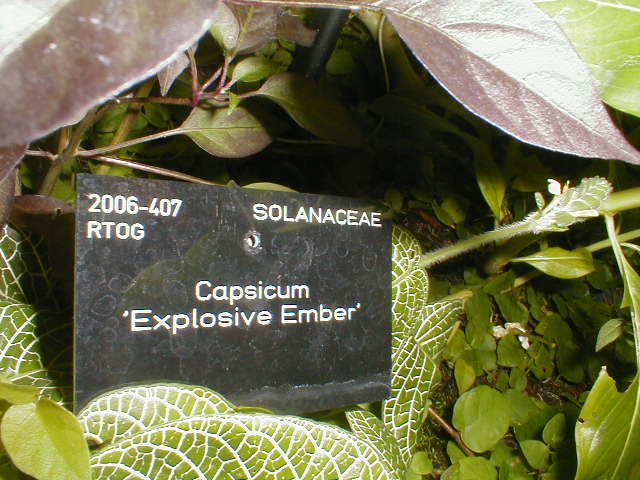 2006-407 SOLANACEAE
RTOG
Capsicum
'Explosive Ember'